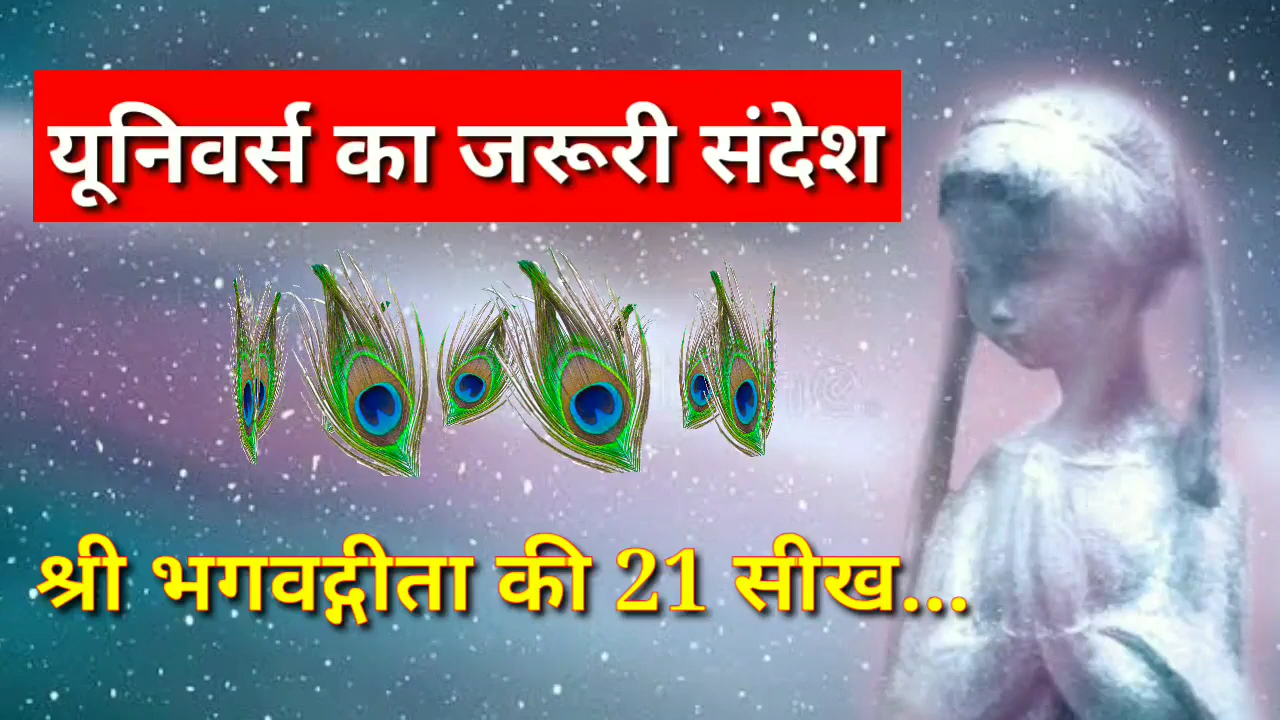 यूनिवर्स का जरूरी संदेश
श्री भगवद्गीता की 21 सीख...